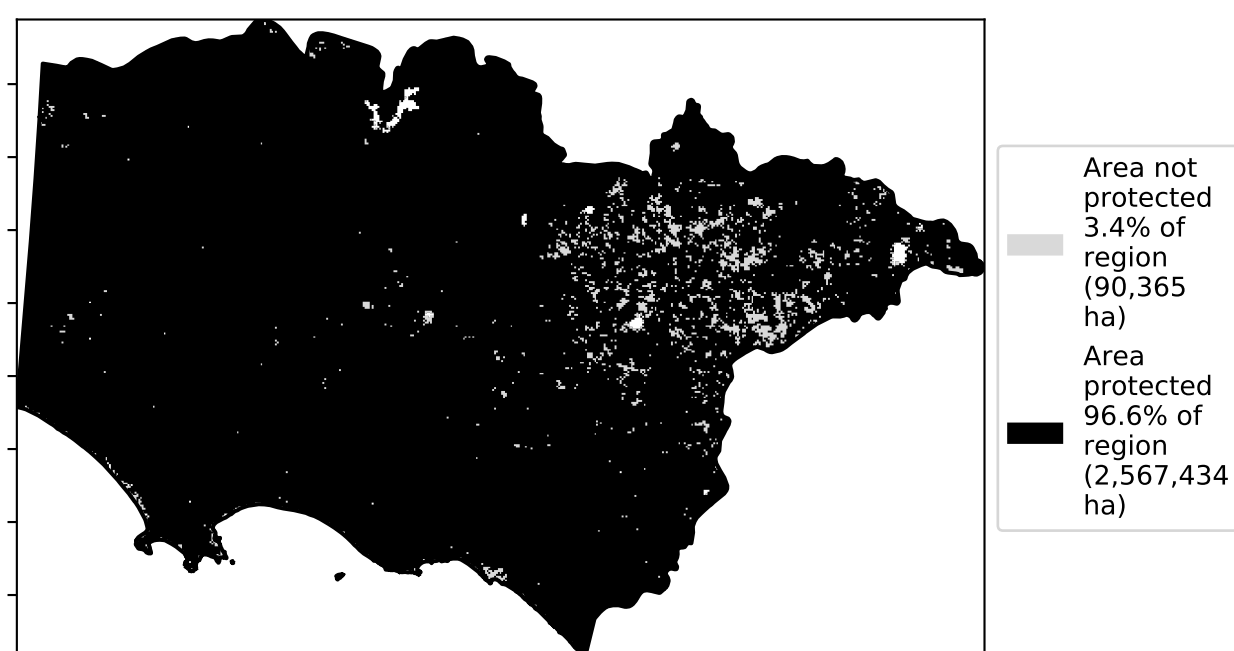 Area not
protected
3.4% of
region
(90,365
ha)
Area
protected
96.6% of
region
(2,567,434
ha)